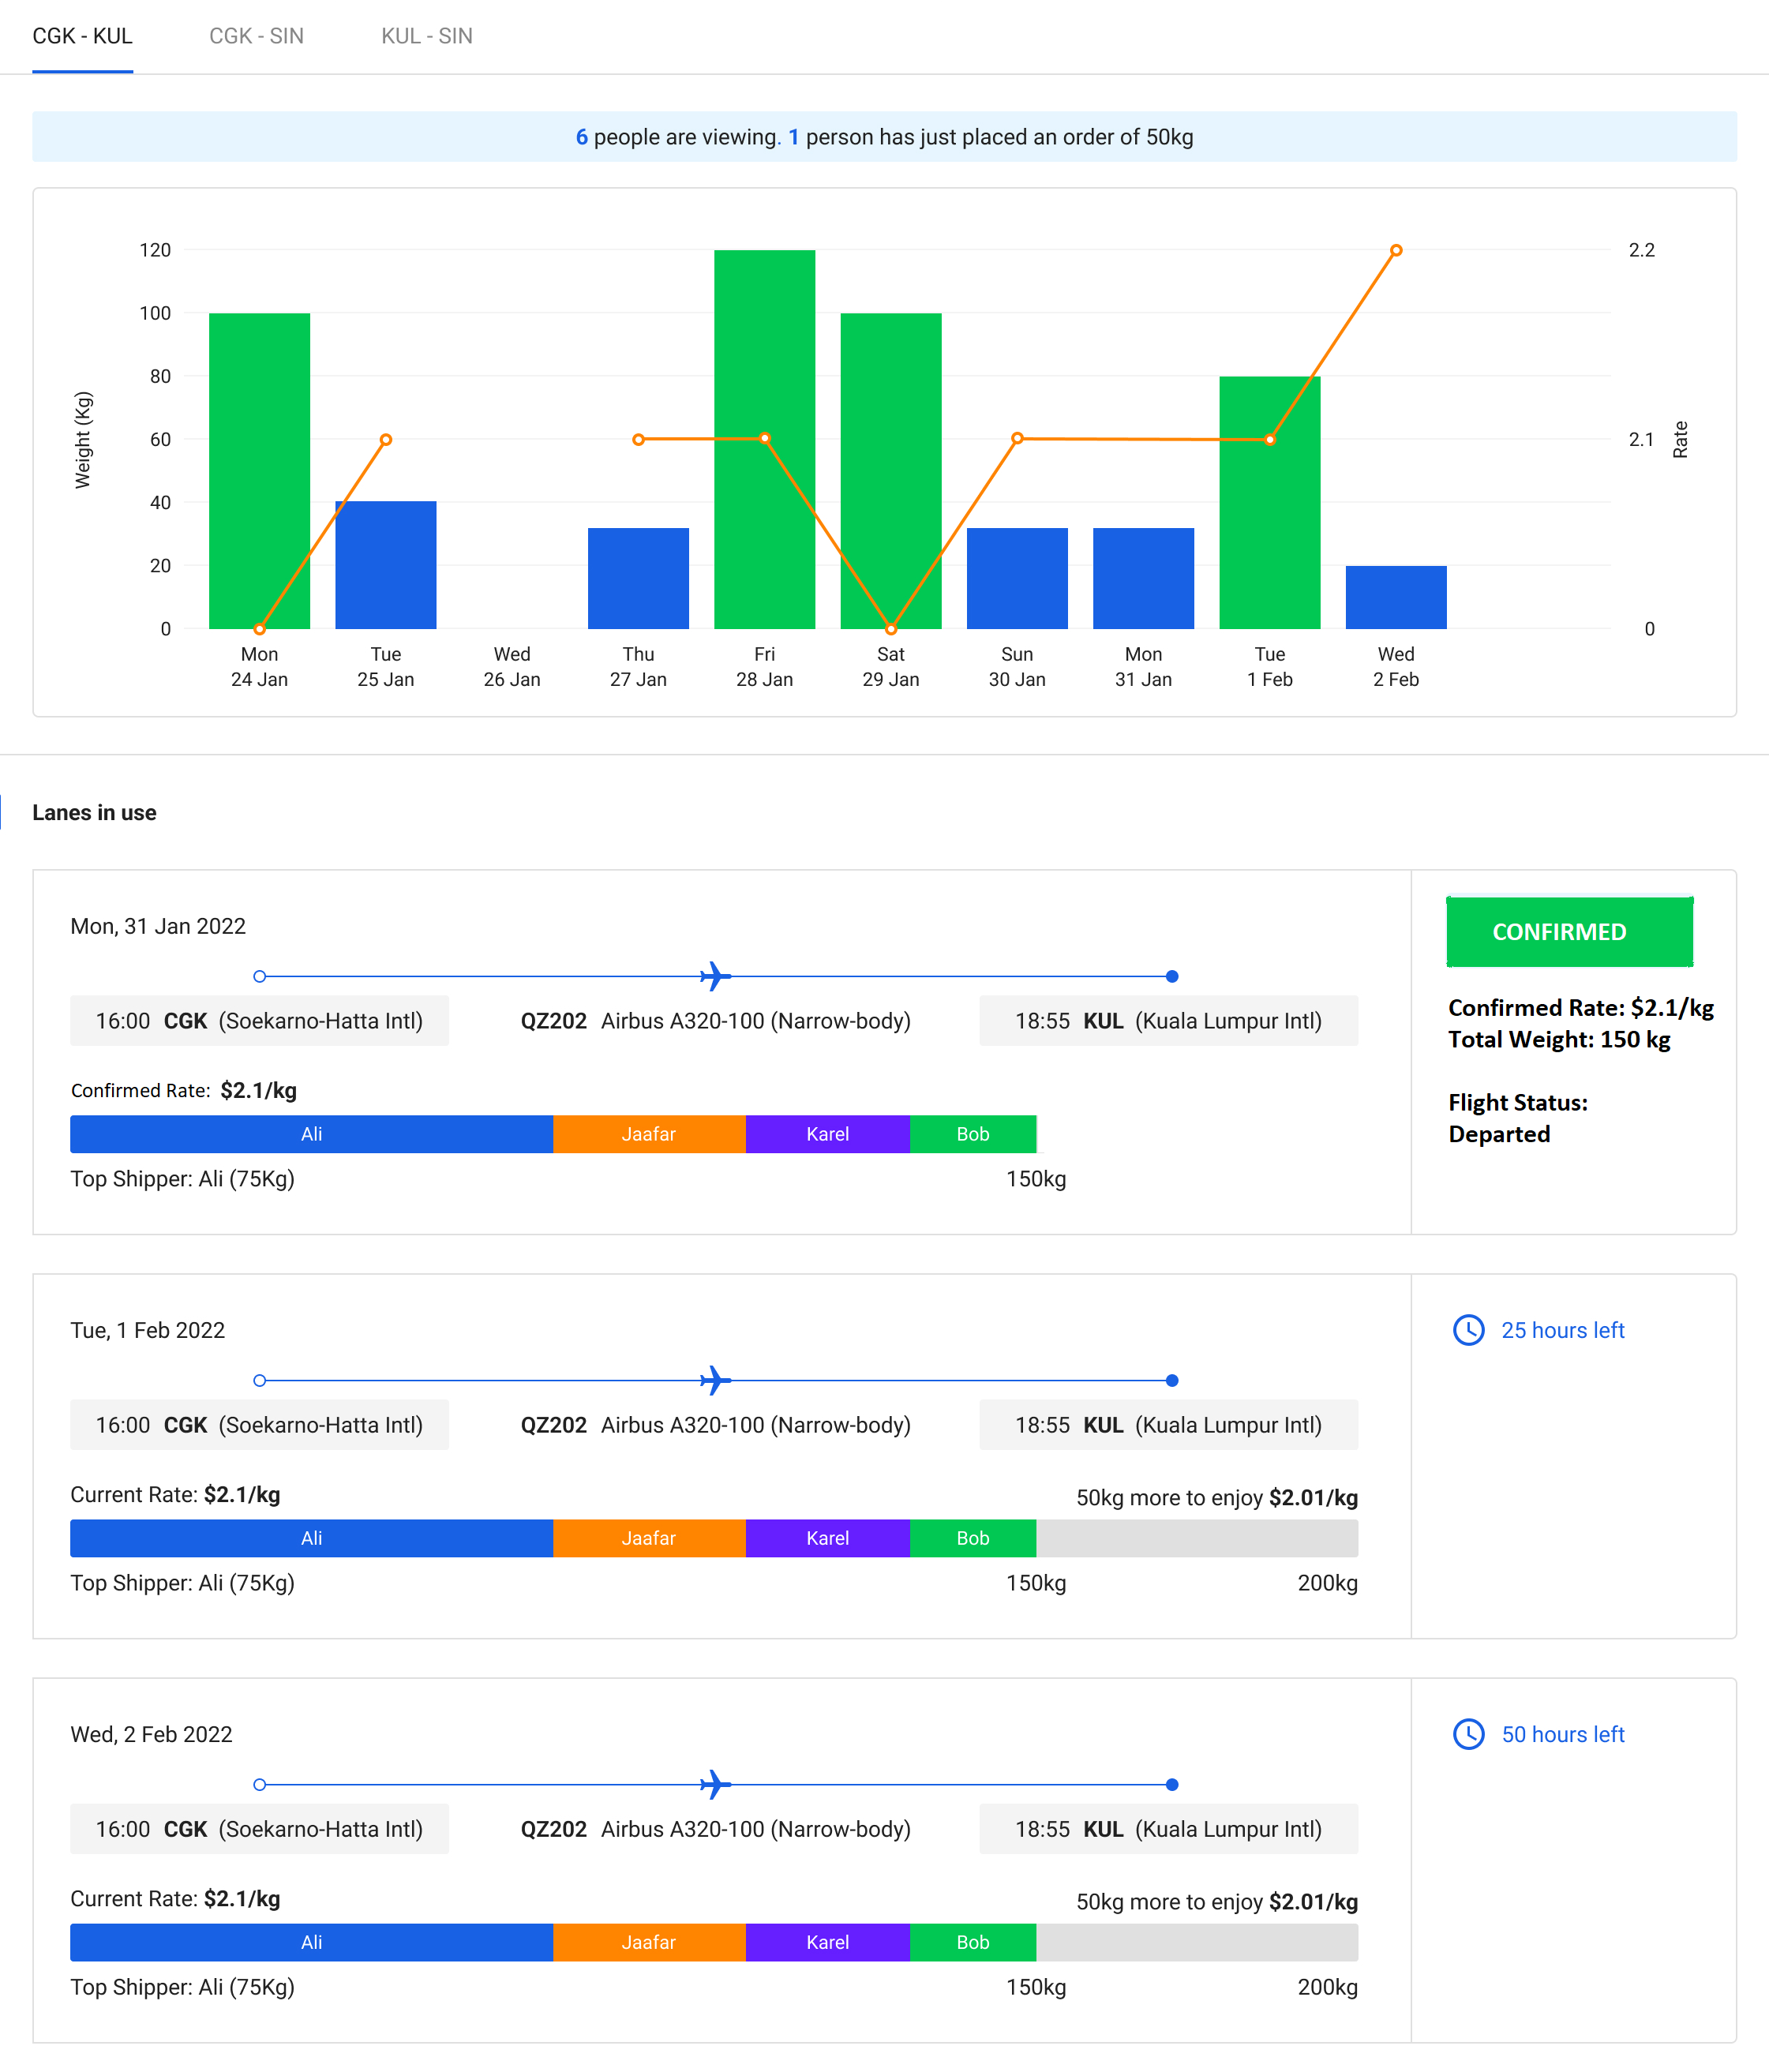 CGK - KUL CGK - SIN KUL - SIN
6 people are viewing. 1 person has just placed an order of 50kg
120 2.2
100
80
60 2.1
40
20
0 0
Weight (Kg)
Rate
Mon Tue Wed Thu Fri Sat Sun Mon Tue Wed
24 Jan 25 Jan 26 Jan 27 Jan 28 Jan 29 Jan 30 Jan 31 Jan 1 Feb 2 Feb
Lanes in use
Mon, 31 Jan 2022
16:00 CGK (Soekarno-Hatta Intl) QZ202 Airbus A320-100 (Narrow-body) 18:55 KUL (Kuala Lumpur Intl)
Confirmed Rate: $2.1/kg
Ali Jaafar Karel Bob
Top Shipper: Ali (75Kg) 150kg
CONFIRMED
Confirmed Rate: $2.1/kg
Total Weight: 150 kg
Flight Status:
Departed
Tue, 1 Feb 2022 25 hours left
16:00 CGK (Soekarno-Hatta Intl) QZ202 Airbus A320-100 (Narrow-body) 18:55 KUL (Kuala Lumpur Intl)
Current Rate: $2.1/kg 50kg more to enjoy $2.01/kg
Ali Jaafar Karel Bob
Top Shipper: Ali (75Kg) 150kg 200kg
Wed, 2 Feb 2022 50 hours left
16:00 CGK (Soekarno-Hatta Intl) QZ202 Airbus A320-100 (Narrow-body) 18:55 KUL (Kuala Lumpur Intl)
Current Rate: $2.1/kg 50kg more to enjoy $2.01/kg
Ali Jaafar Karel Bob
Top Shipper: Ali (75Kg) 150kg 200kg